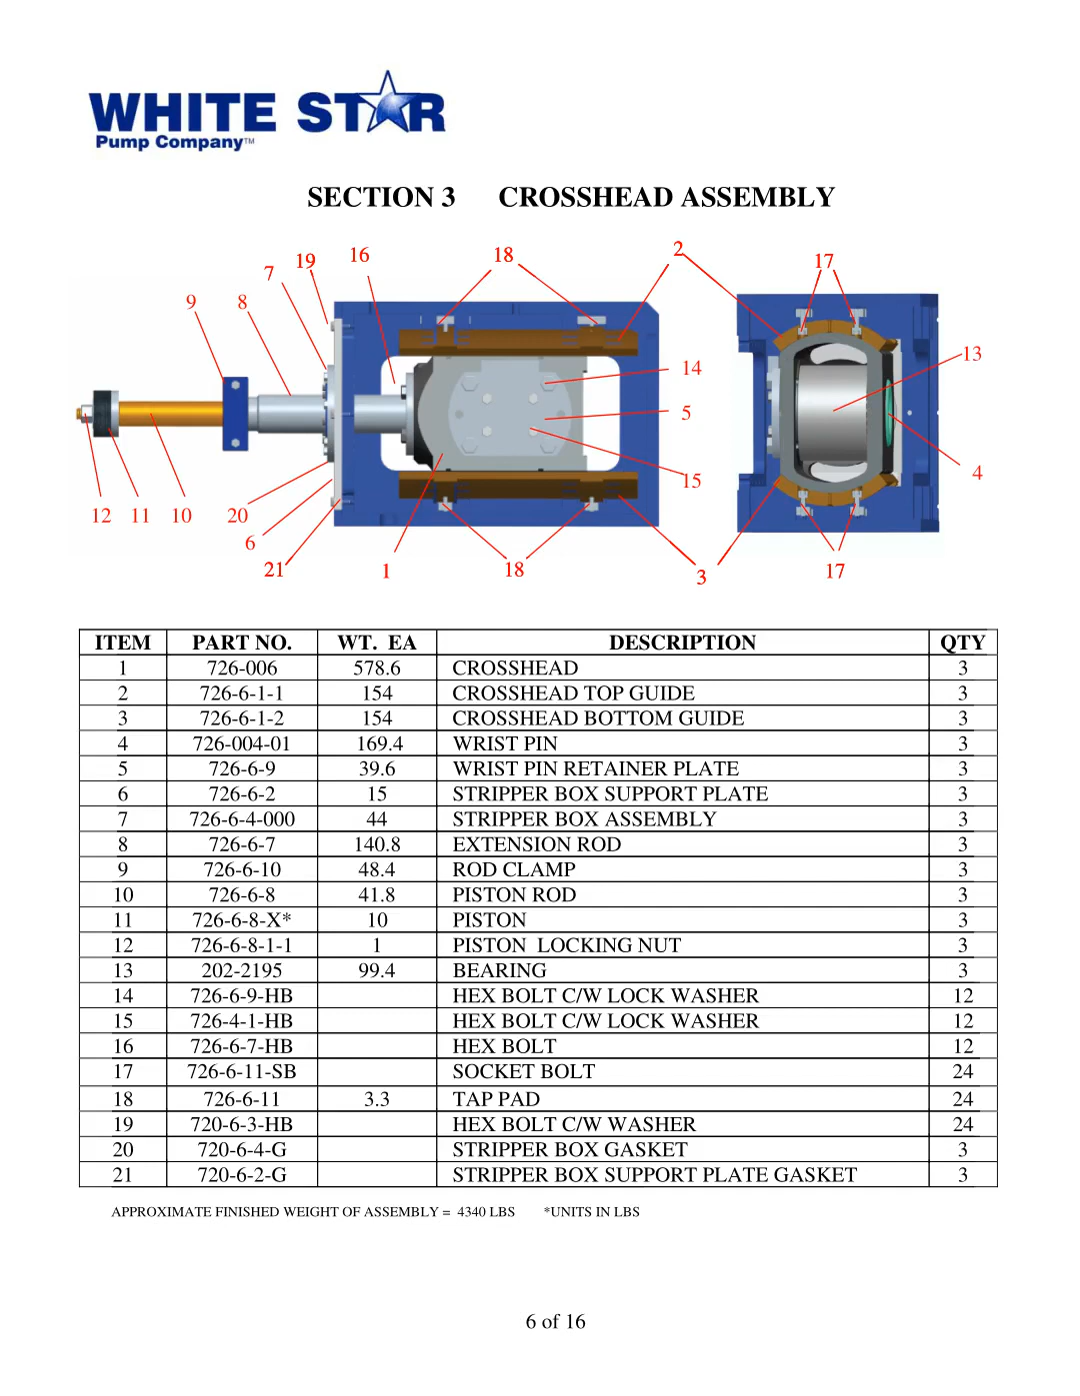 WHITE STAR
Pump Company™
SECTION 3 CROSSHEAD ASSEMBLY
2
16 18
19 17
7
9 8
13
14
5
4
15
12 11 10 20
6
21 1 18 3 17
ITEM PART NO. WT. EA DESCRIPTION QTY
1 726-006 578.6 CROSSHEAD 3
2 726-6-1-1 154 CROSSHEAD TOP GUIDE 3
3 726-6-1-2 154 CROSSHEAD BOTTOM GUIDE 3
4 726-004-01 169.4 WRIST PIN 3
5 726-6-9 39.6 WRIST PIN RETAINER PLATE 3
6 726-6-2 15 STRIPPER BOX SUPPORT PLATE 3
7 726-6-4-000 44 STRIPPER BOX ASSEMBLY 3
8 726-6-7 140.8 EXTENSION ROD 3
9 726-6-10 48.4 ROD CLAMP 3
10 726-6-8 41.8 PISTON ROD 3
11 726-6-8-X* 10 PISTON 3
12 726-6-8-1-1 1 PISTON LOCKING NUT 3
13 202-2195 99.4 BEARING 3
14 726-6-9-HB HEX BOLT C/W LOCK WASHER 12
15 726-4-1-HB HEX BOLT C/W LOCK WASHER 12
16 726-6-7-HB HEX BOLT 12
17 726-6-11-SB SOCKET BOLT 24
18 726-6-11 3.3 TAP PAD 24
19 720-6-3-HB HEX BOLT C/W WASHER 24
20 720-6-4-G STRIPPER BOX GASKET 3
21 720-6-2-G STRIPPER BOX SUPPORT PLATE GASKET 3
APPROXIMATE FINISHED WEIGHT OF ASSEMBLY = 4340 LBS *UNITS IN LBS
6 of 16